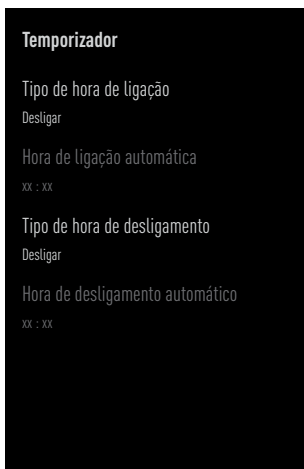 Temporizador
Tipo de hora de ligação
Desligar
Hora de ligação automática
xx : xx
Tipo de hora de desligamento
Desligar
Hora de desligamento automático
xx : xx